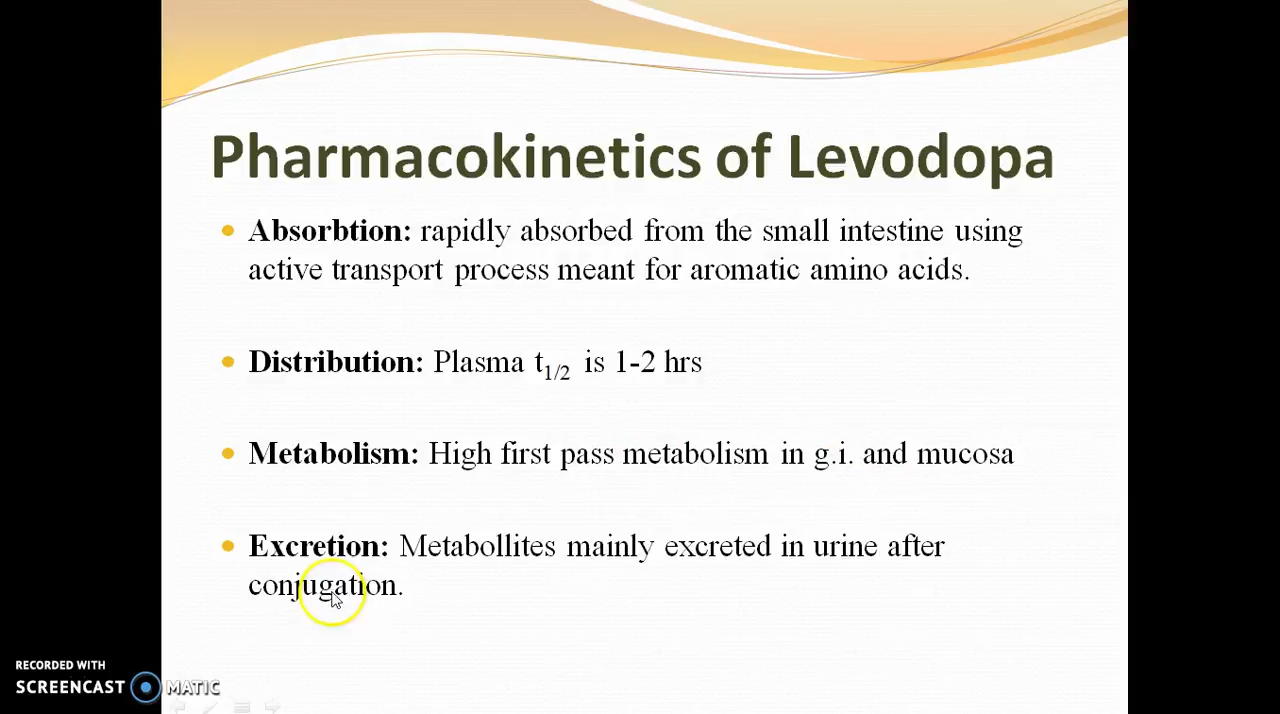 Pharmacokinetics of Levodopa
Absorbtion: rapidly absorbed from the small intestine using
active transport process meant for aromatic amino acids.
Distribution: Plasma t1/2 is 1-2 hrs
Metabolism: High first pass metabolism in g.i. and mucosa
Excretion: Metabollites mainly excreted in urine after
conjugation.
RECORDED WITH
SCREENCAST MATIC